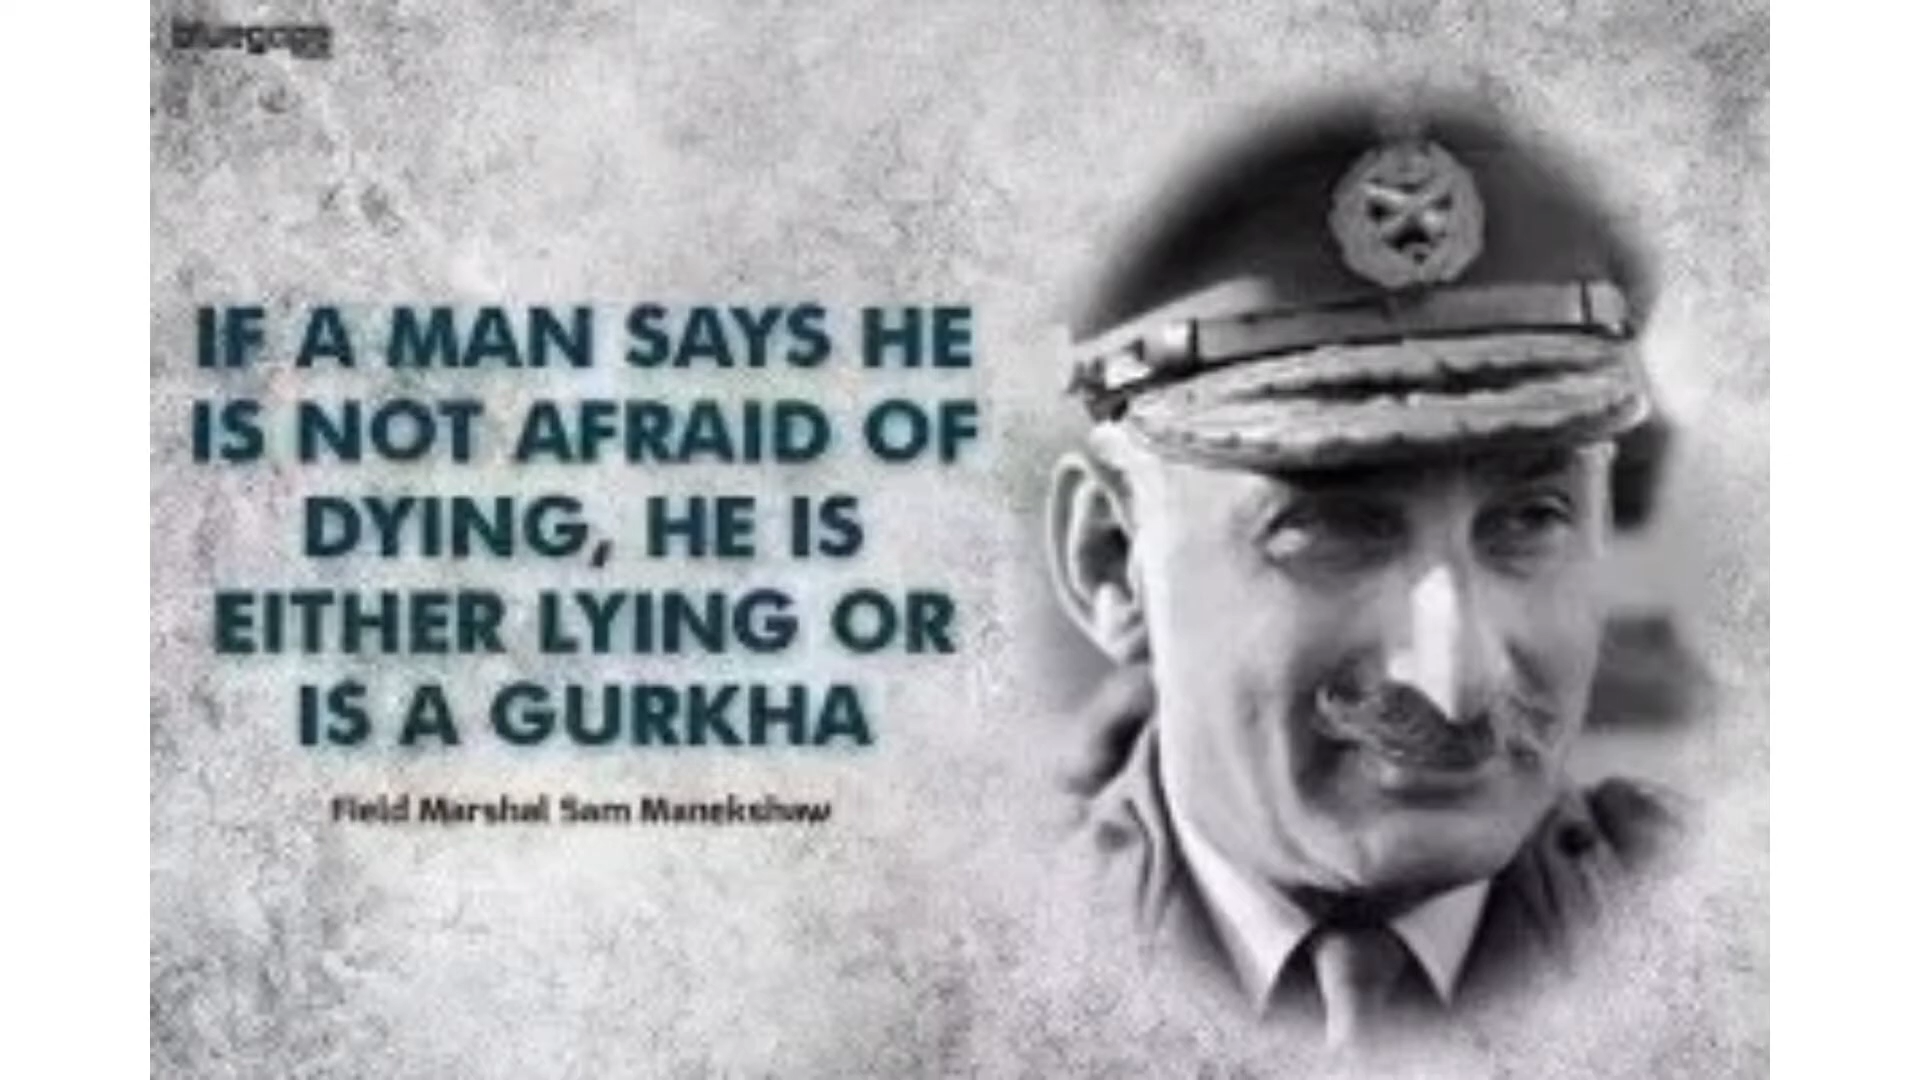 IF A MAN SAYS HE
IS NOT AFRAID OF
DYING, HE IS
EITHER LYING OR
IS A GURKHA
Field Marshal Sam Manekshaw